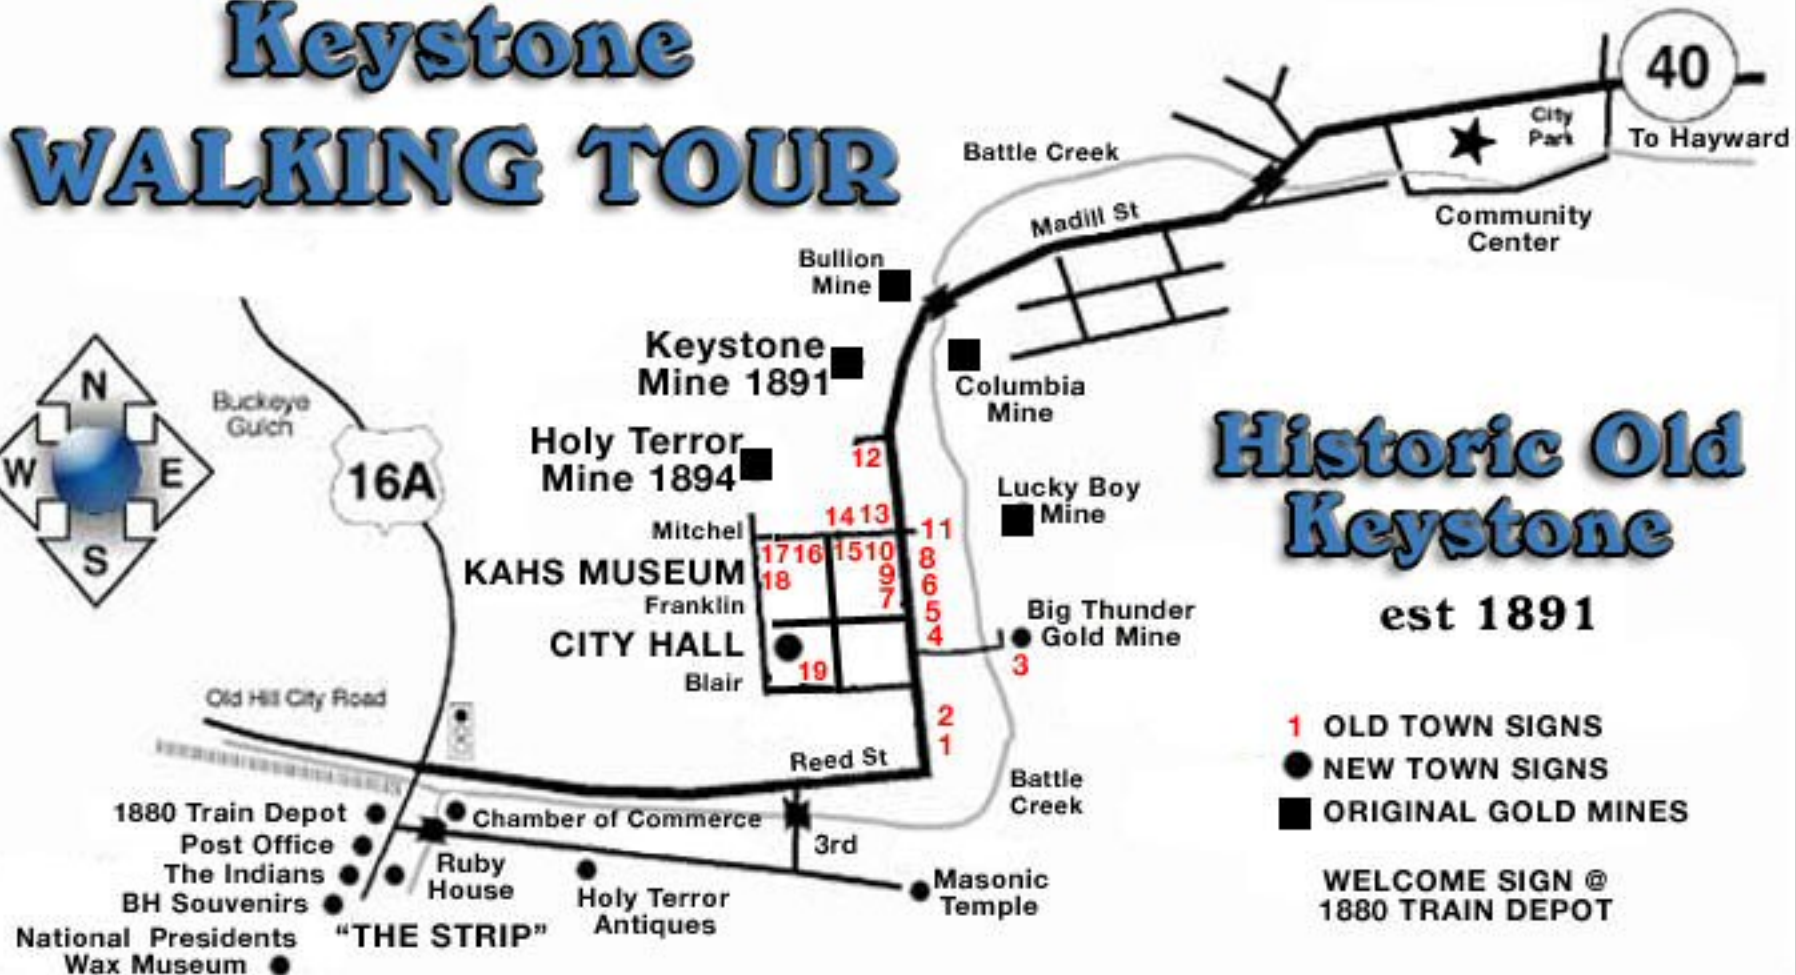 Keystone
WALKING TOUR
40
City
Park
To Hayward
Battle Creek
Madill St
Community
Center
Bullion
Mine
Keystone
Mine 1891
Columbia
Mine
N
W
E
S
Buckeye
Gulch
16A
Holy Terror
Mine 1894
12
Lucky Boy
Mine
Historic Old
Keystone
est 1891
Mitchel
14 13
11
17 16 15 10
8
KAHS MUSEUM
18
9
6
Franklin
7
5
4
Big Thunder
Gold Mine
3
CITY HALL
19
Blair
2
1
Old Hill City Road
Reed St
Battle
Creek
1 OLD TOWN SIGNS
NEW TOWN SIGNS
ORIGINAL GOLD MINES
WELCOME SIGN @
1880 TRAIN DEPOT
1880 Train Depot
Chamber of Commerce
Post Office
3rd
The Indians
Ruby
House
BH Souvenirs
Holy Terror
Antiques
Masonic
Temple
"THE STRIP"
National Presidents
Wax Museum